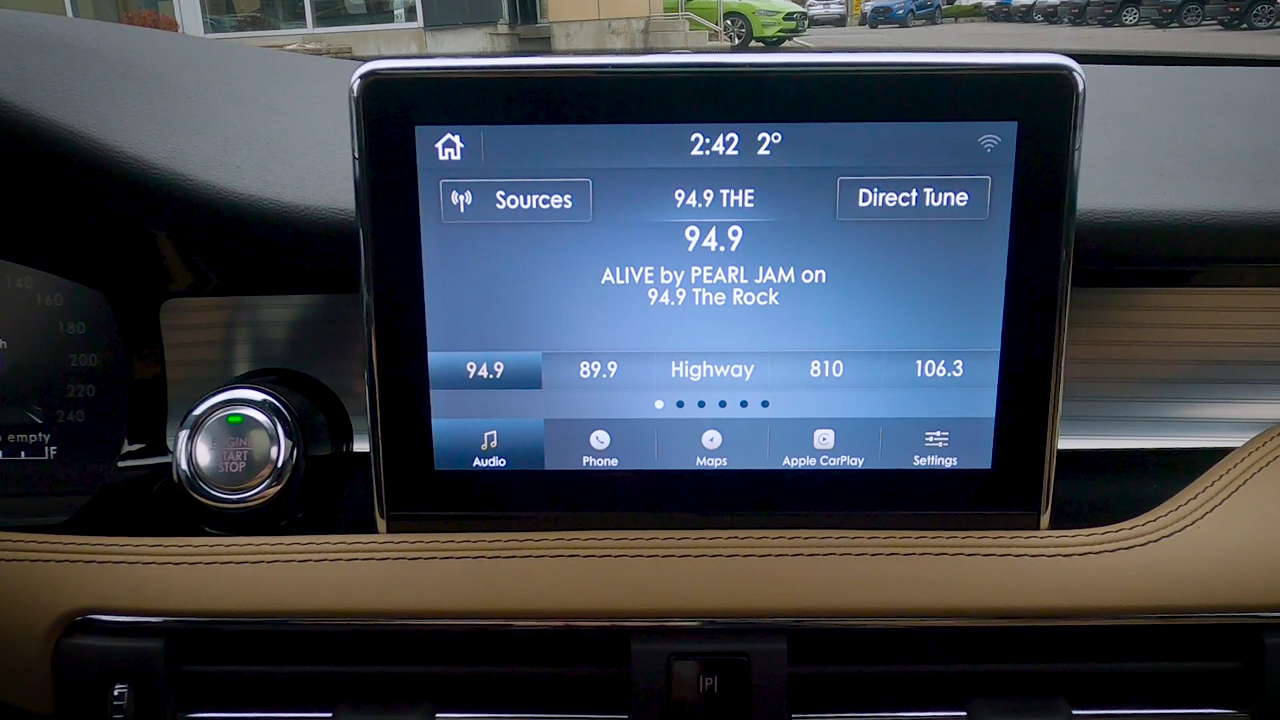 2:42 2°
Sources
94.9 THE
Direct Tune
94.9
ALIVE by PEARL JAM on
94.9 The Rock
94.9 89.9 Highway 810 106.3
Audio Phone Maps Apple CarPlay Settings
140
160
180
200
220
240
h
empty
F
ENGINE
START
STOP
P